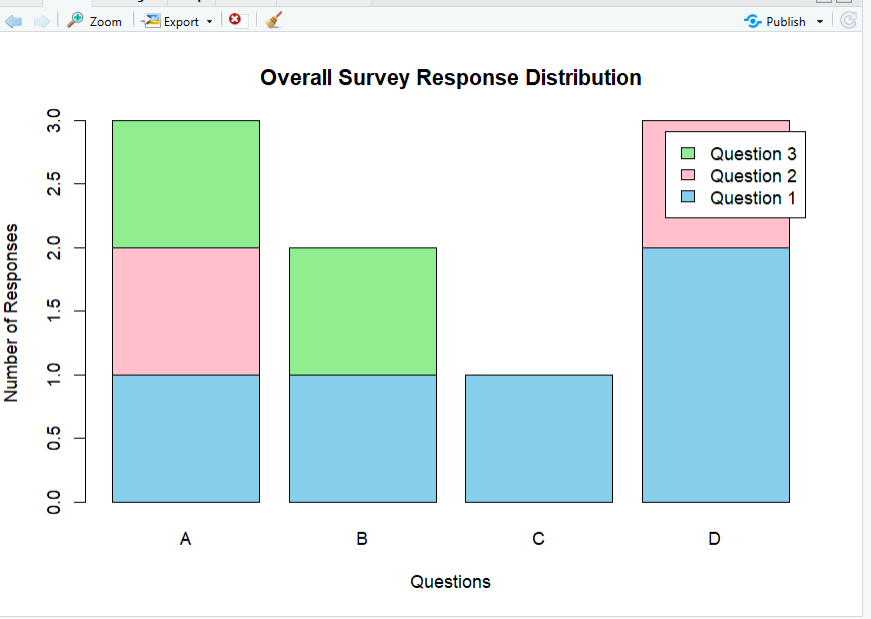 Zoom
Export
Publish
Overall Survey Response Distribution
Number of Responses
3.0
2.5
2.0
1.5
1.0
0.5
0.0
Question 3
Question 2
Question 1
A
B
C
D
Questions